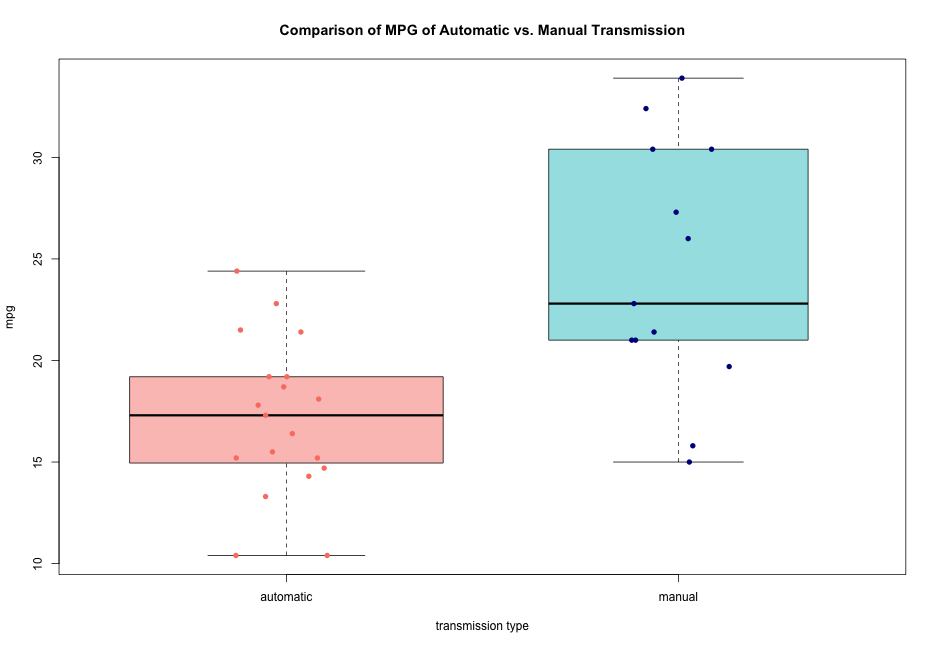 Comparison of MPG of Automatic vs. Manual Transmission
mpg
30
25
20
15
10
automatic
manual
transmission type